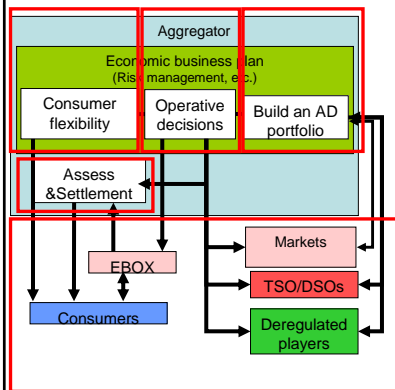 Aggregator
Economic business plan
(Risk management, etc.)
Consumer
flexibility
Operative
decisions
Build an AD
portfolio
Assess
&Settlement
Markets
EBOX
TSO/DSOs
Consumers
Deregulated
players